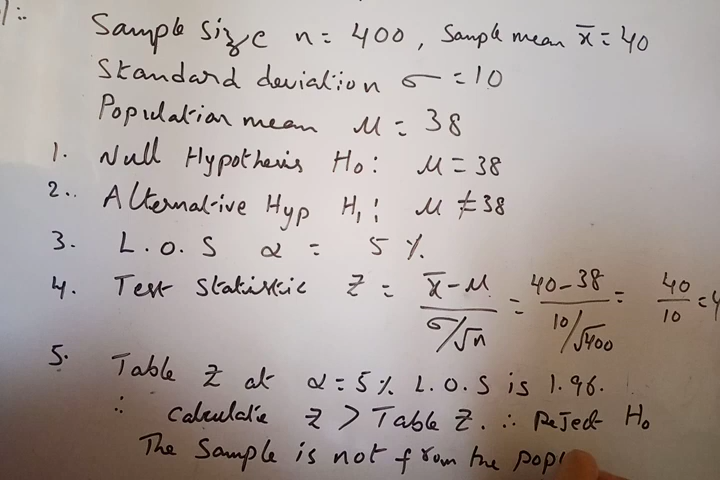 ):-
Sample Size n = 400, Sample mean x̄ = 40
Standard deviation σ = 10
Population mean μ = 38
1. Null Hypothesis H₀: μ = 38
2.. Alternative Hyp H₁: μ ≠ 38
3. L.O.S α = 5 %.
4. Test Statistic Z = (x̄ - μ)/(σ/√n) = (40-38)/(10/√400) = 40/10 = 4
5. Table Z at α = 5% L.O.S is 1.96.
∴ Calculate Z > Table Z. ∴ Reject H₀
The Sample is not from the pop